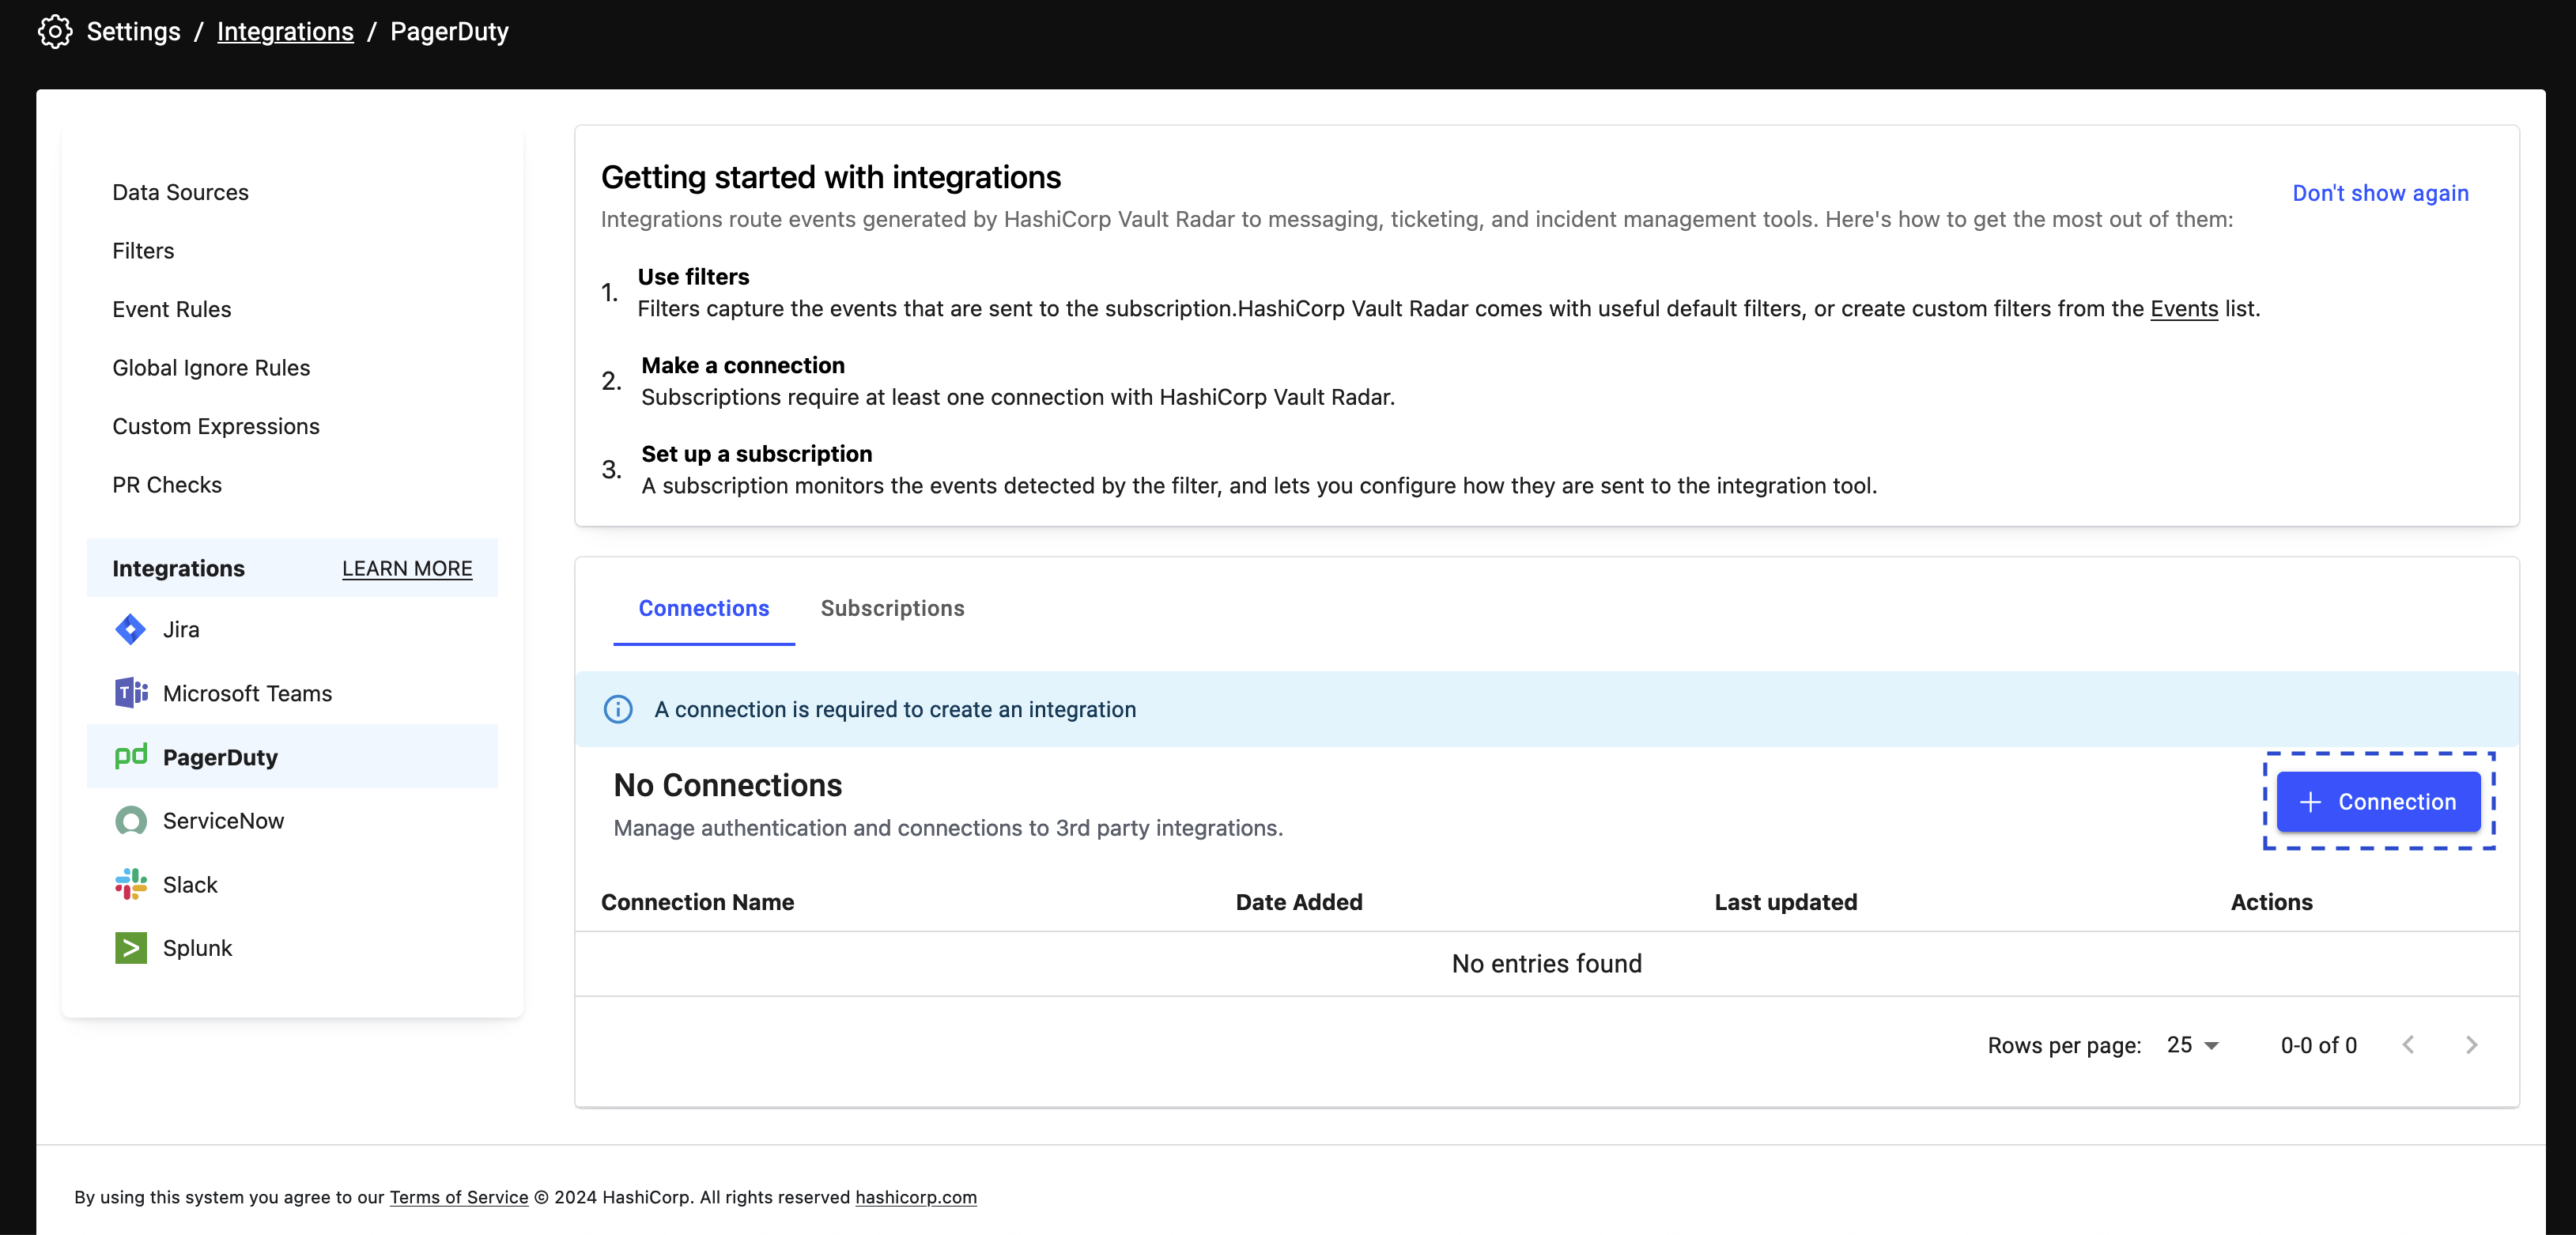 Settings / Integrations / PagerDuty
Data Sources
Filters
Event Rules
Global Ignore Rules
Custom Expressions
PR Checks
Integrations LEARN MORE
Jira
Microsoft Teams
pd PagerDuty
ServiceNow
Slack
Splunk
Getting started with integrations
Don't show again
Integrations route events generated by HashiCorp Vault Radar to messaging, ticketing, and incident management tools. Here's how to get the most out of them:
1. Use filters
Filters capture the events that are sent to the subscription.HashiCorp Vault Radar comes with useful default filters, or create custom filters from the Events list.
2. Make a connection
Subscriptions require at least one connection with HashiCorp Vault Radar.
3. Set up a subscription
A subscription monitors the events detected by the filter, and lets you configure how they are sent to the integration tool.
Connections Subscriptions
A connection is required to create an integration
No Connections
Manage authentication and connections to 3rd party integrations.
+ Connection
Connection Name Date Added Last updated Actions
No entries found
Rows per page: 25 0-0 of 0
By using this system you agree to our Terms of Service © 2024 HashiCorp. All rights reserved hashicorp.com